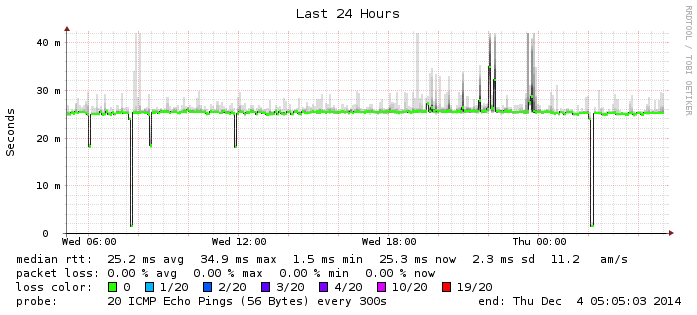 Last 24 Hours
RRDTOOL / TOBI OETIKER
Seconds
40 m
30 m
20 m
10 m
0
Wed 06:00 Wed 12:00 Wed 18:00 Thu 00:00
median rtt: 25.2 ms avg 34.9 ms max 1.5 ms min 25.3 ms now 2.3 ms sd 11.2 am/s
packet loss: 0.00 % avg 0.00 % max 0.00 % min 0.00 % now
loss color: 0 1/20 2/20 3/20 4/20 10/20 19/20
probe: 20 ICMP Echo Pings (56 Bytes) every 300s end: Thu Dec 4 05:05:03 2014